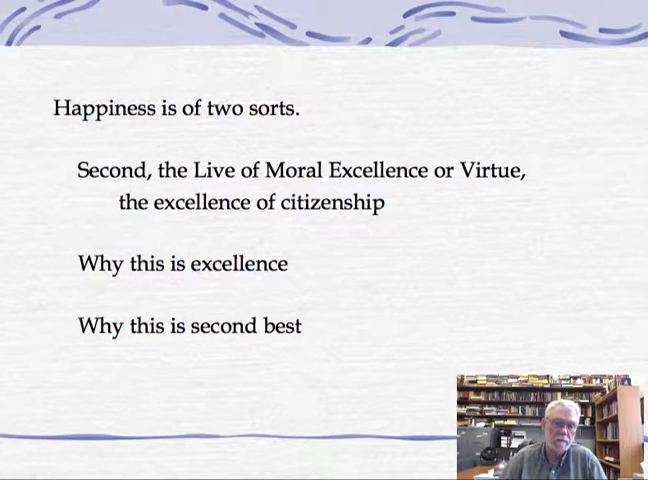 Happiness is of two sorts.
Second, the Live of Moral Excellence or Virtue,
the excellence of citizenship
Why this is excellence
Why this is second best